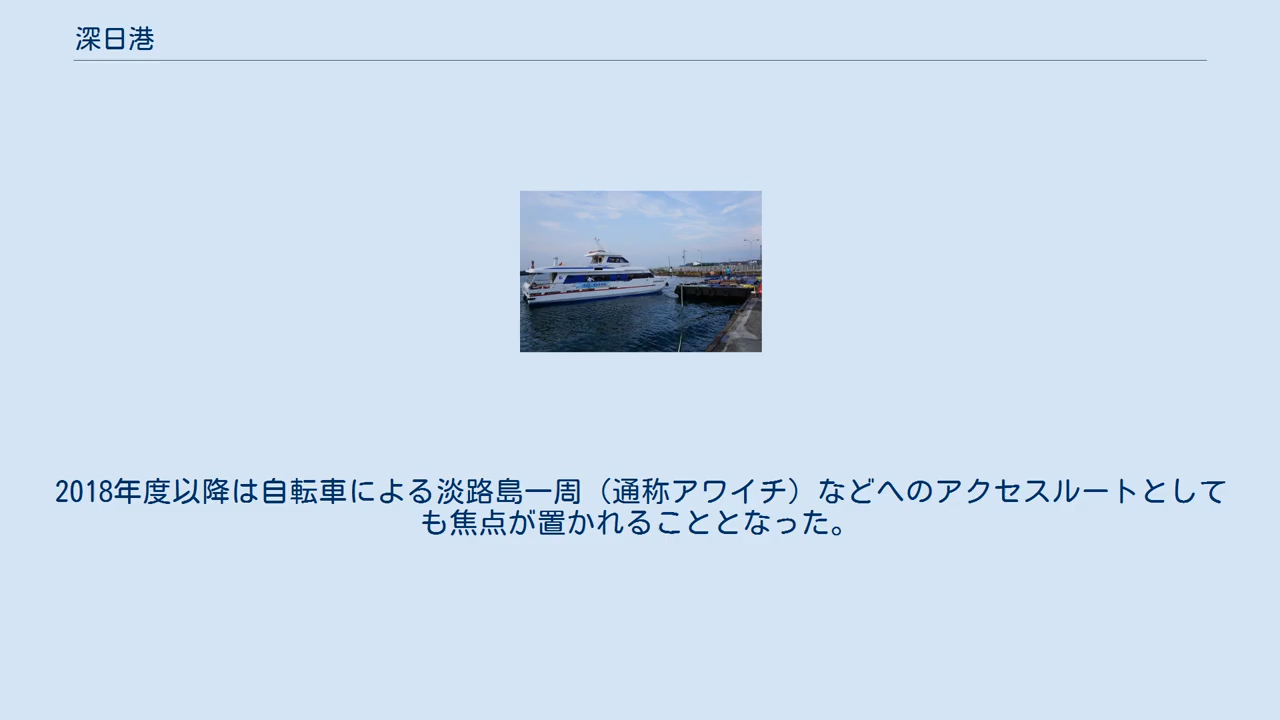 深日港
2018年度以降は自転車による淡路島一周（通称アワイチ）などへのアクセスルートとして
も焦点が置かれることとなった。